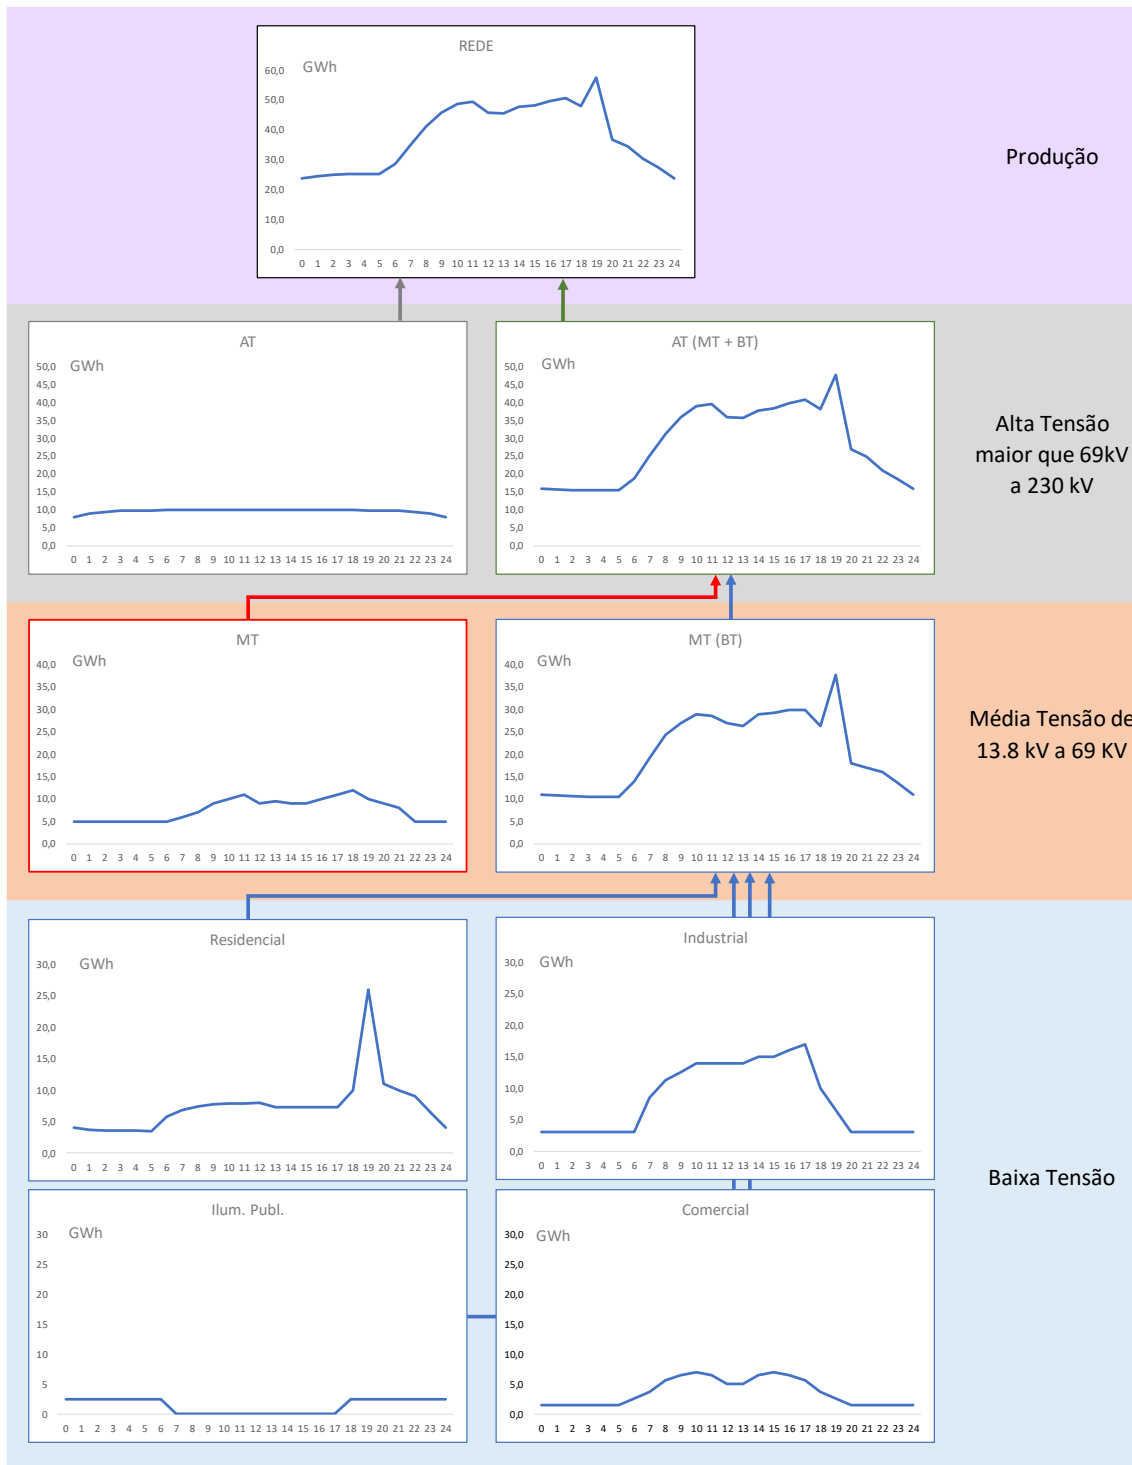 REDE
GWh
60,0
50,0
40,0
30,0
20,0
10,0
0,0
0 1 2 3 4 5 6 7 8 9 10 11 12 13 14 15 16 17 18 19 20 21 22 23 24
Produção
AT
GWh
50,0
45,0
40,0
35,0
30,0
25,0
20,0
15,0
10,0
5,0
0,0
0 1 2 3 4 5 6 7 8 9 10 11 12 13 14 15 16 17 18 19 20 21 22 23 24
AT (MT + BT)
GWh
50,0
45,0
40,0
35,0
30,0
25,0
20,0
15,0
10,0
5,0
0,0
0 1 2 3 4 5 6 7 8 9 10 11 12 13 14 15 16 17 18 19 20 21 22 23 24
Alta Tensão
maior que 69kV
a 230 kV
MT
GWh
40,0
35,0
30,0
25,0
20,0
15,0
10,0
5,0
0,0
0 1 2 3 4 5 6 7 8 9 10 11 12 13 14 15 16 17 18 19 20 21 22 23 24
MT (BT)
GWh
40,0
35,0
30,0
25,0
20,0
15,0
10,0
5,0
0,0
0 1 2 3 4 5 6 7 8 9 10 11 12 13 14 15 16 17 18 19 20 21 22 23 24
Média Tensão de
13.8 kV a 69 KV
Residencial
GWh
30,0
25,0
20,0
15,0
10,0
5,0
0,0
0 1 2 3 4 5 6 7 8 9 10 11 12 13 14 15 16 17 18 19 20 21 22 23 24
Industrial
GWh
30,0
25,0
20,0
15,0
10,0
5,0
0,0
0 1 2 3 4 5 6 7 8 9 10 11 12 13 14 15 16 17 18 19 20 21 22 23 24
Baixa Tensão
Ilum. Publ.
GWh
30
25
20
15
10
5
0
0 1 2 3 4 5 6 7 8 9 10 11 12 13 14 15 16 17 18 19 20 21 22 23 24
Comercial
GWh
30,0
25,0
20,0
15,0
10,0
5,0
0,0
0 1 2 3 4 5 6 7 8 9 10 11 12 13 14 15 16 17 18 19 20 21 22 23 24